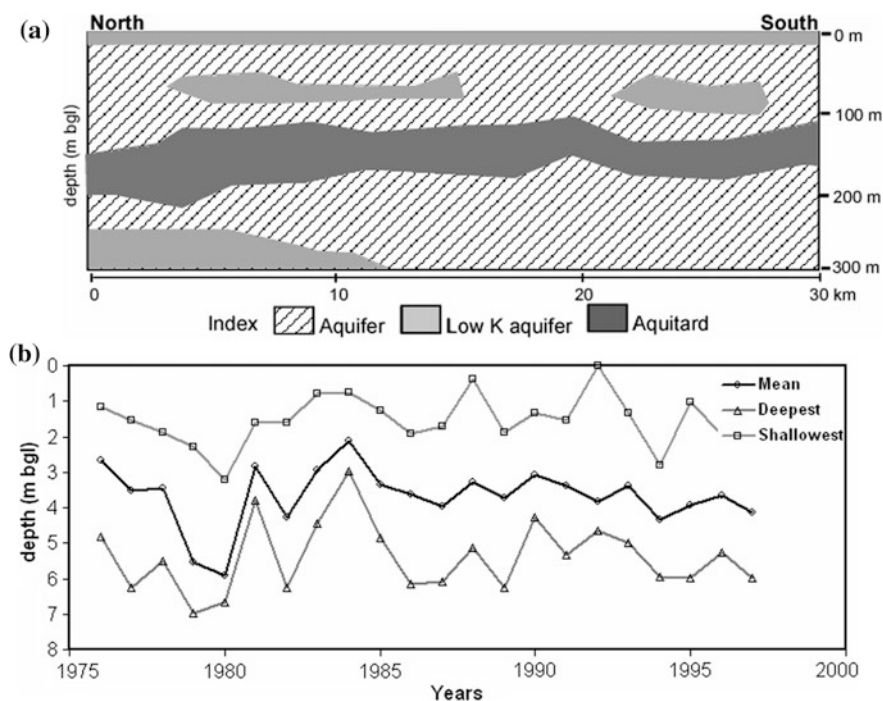 (a) North South
0 m
100 m
200 m
300 m
depth (m bgl)
0 10 20 30 km
Index Aquifer Low K aquifer Aquitard
(b)
0
1
2
3
4
5
6
7
8
depth (m bgl)
Mean
Deepest
Shallowest
1975 1980 1985 1990 1995 2000
Years